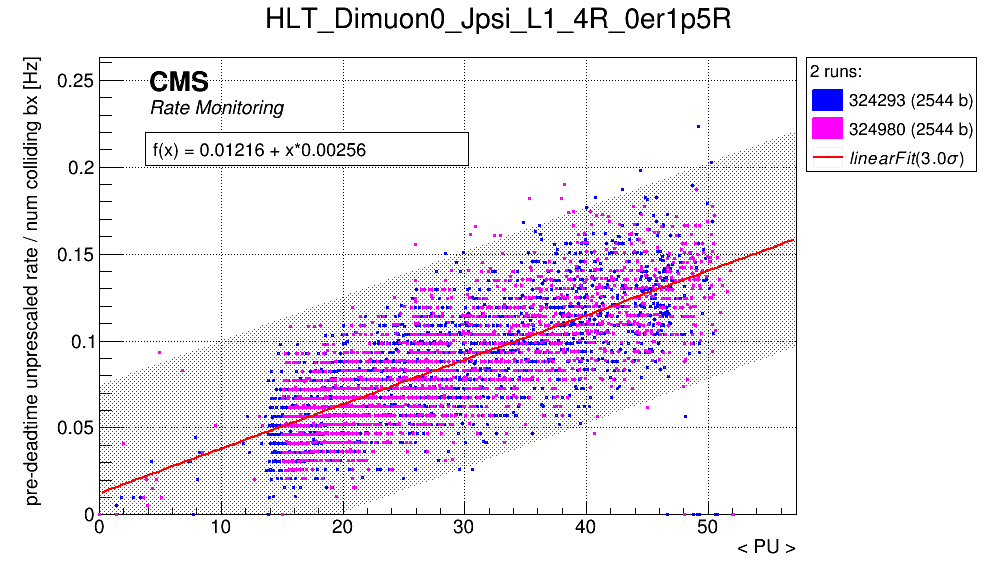 HLT_Dimuon0_Jpsi_L1_4R_0er1p5R
pre-deadtime unprescaled rate / num colliding bx [Hz]
0.25
0.2
0.15
0.1
0.05
0
CMS
Rate Monitoring
f(x) = 0.01216 + x*0.00256
2 runs:
324293 (2544 b)
324980 (2544 b)
linearFit(3.0σ)
0 10 20 30 40 50
< PU >